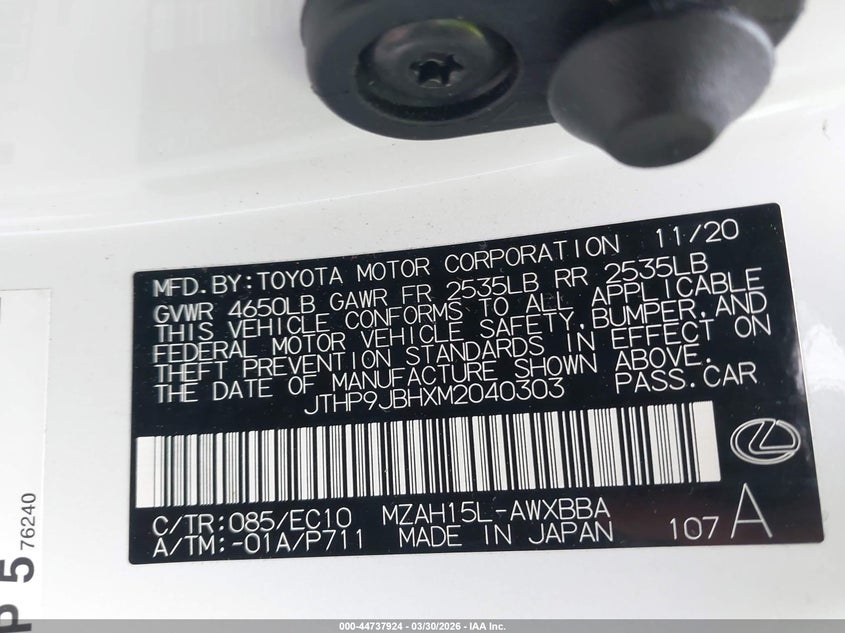 MFD.BY:TOYOTA MOTOR CORPORATION 11/20
GVWR 4650LB GAWR FR 2535LB RR 2535LB
THIS VEHICLE CONFORMS TO ALL APPLICABLE
FEDERAL MOTOR VEHICLE SAFETY,BUMPER,AND
THEFT PREVENTION STANDARDS IN EFFECT ON
THE DATE OF MANUFACTURE SHOWN ABOVE.
JTHP9JBHXM2040303 PASS.CAR
C/TR:085/EC10 MZAH15L-AWXBBA
A/TM:-01A/P711 MADE IN JAPAN 107 A
P 5 76240
000-44737924 - 03/30/2026 - IAA Inc.